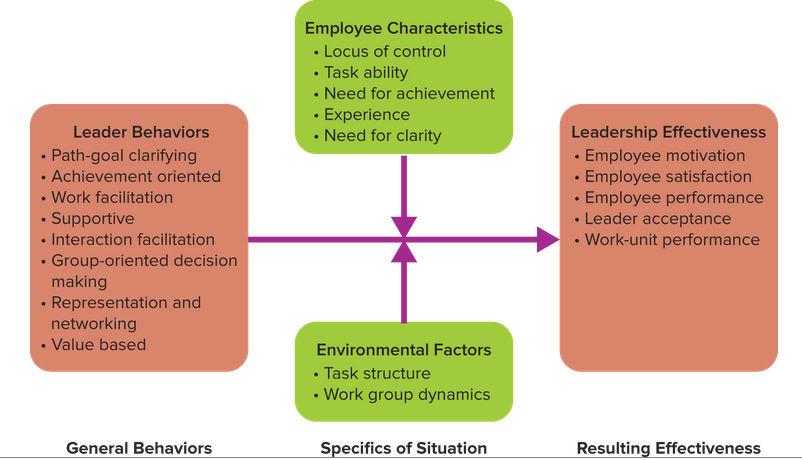 Employee Characteristics
• Locus of control
• Task ability
• Need for achievement
• Experience
• Need for clarity
Leader Behaviors
• Path-goal clarifying
• Achievement oriented
• Work facilitation
• Supportive
• Interaction facilitation
• Group-oriented decision
making
• Representation and
networking
• Value based
Leadership Effectiveness
• Employee motivation
• Employee satisfaction
• Employee performance
• Leader acceptance
• Work-unit performance
Environmental Factors
• Task structure
• Work group dynamics
General Behaviors
Specifics of Situation
Resulting Effectiveness